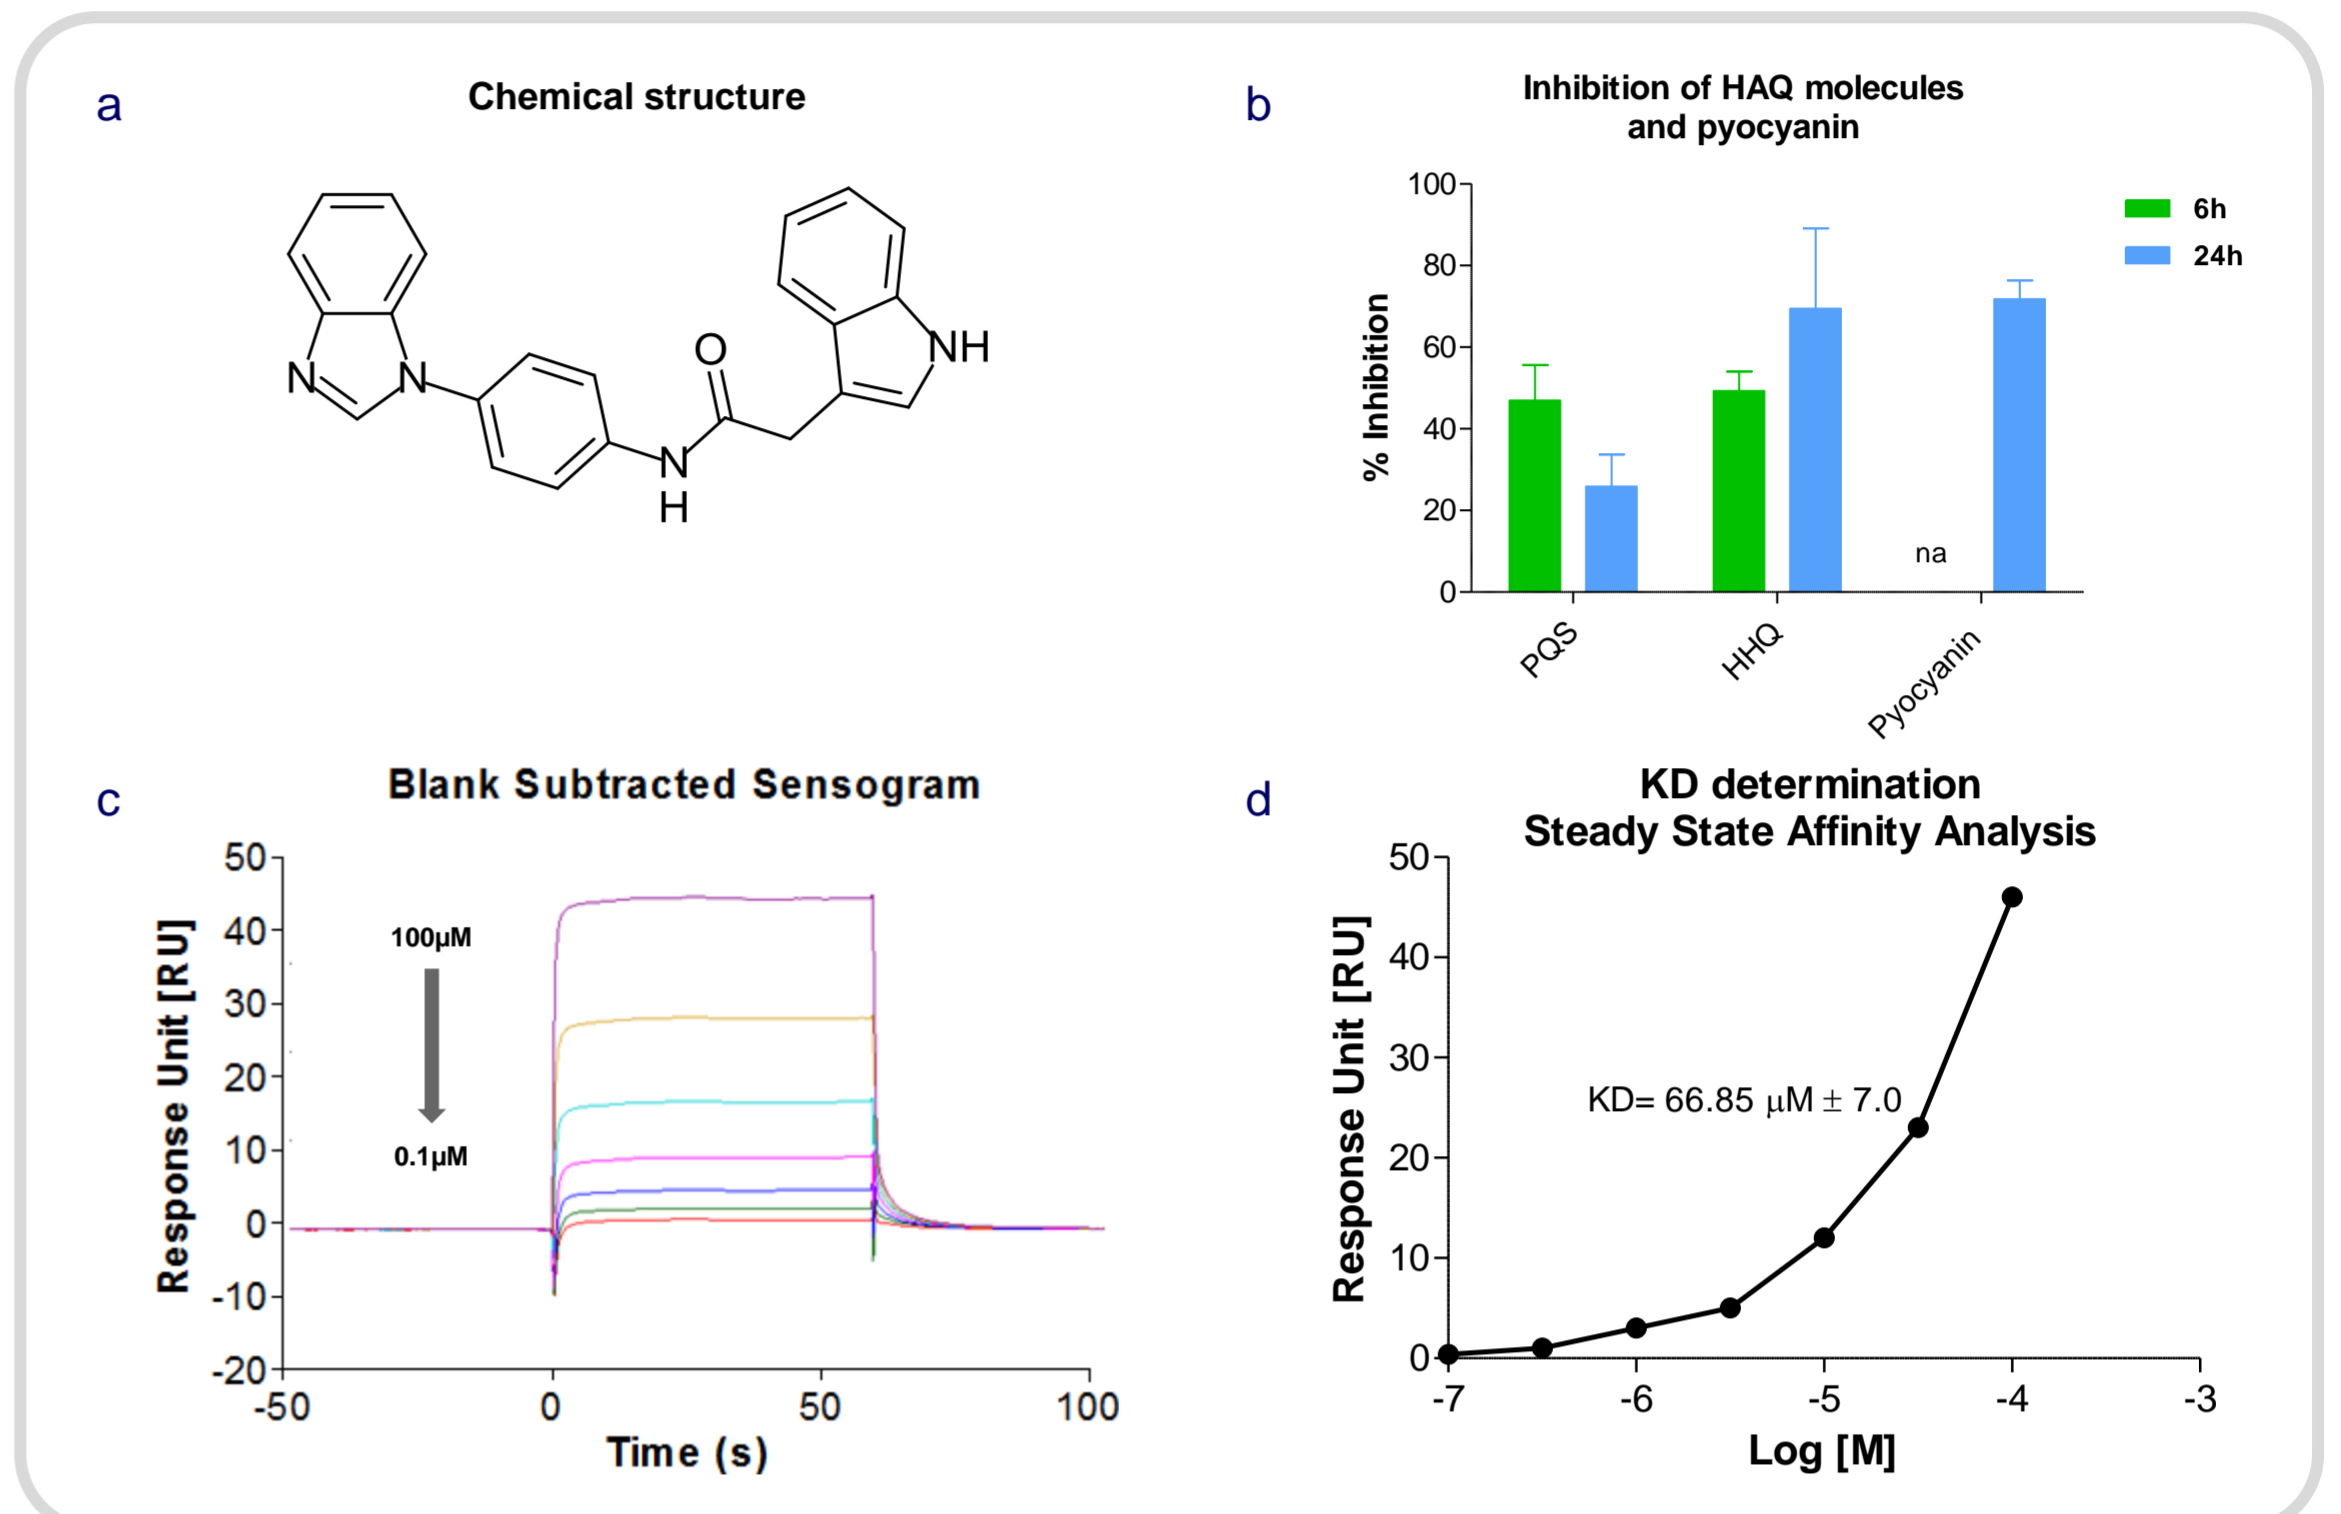 a
Chemical structure
N
N
O
N
H
NH
b
Inhibition of HAQ molecules
and pyocyanin
% Inhibition
100
80
60
40
20
0
na
PQS
HHQ
Pyocyanin
6h
24h
c
Blank Subtracted Sensogram
Response Unit [RU]
50
40
30
20
10
0
-10
-20
100µM
0.1µM
-50
0
50
100
Time (s)
d
KD determination
Steady State Affinity Analysis
Response Unit [RU]
50
40
30
20
10
0
KD= 66.85 µM ± 7.0
-7
-6
-5
-4
-3
Log [M]